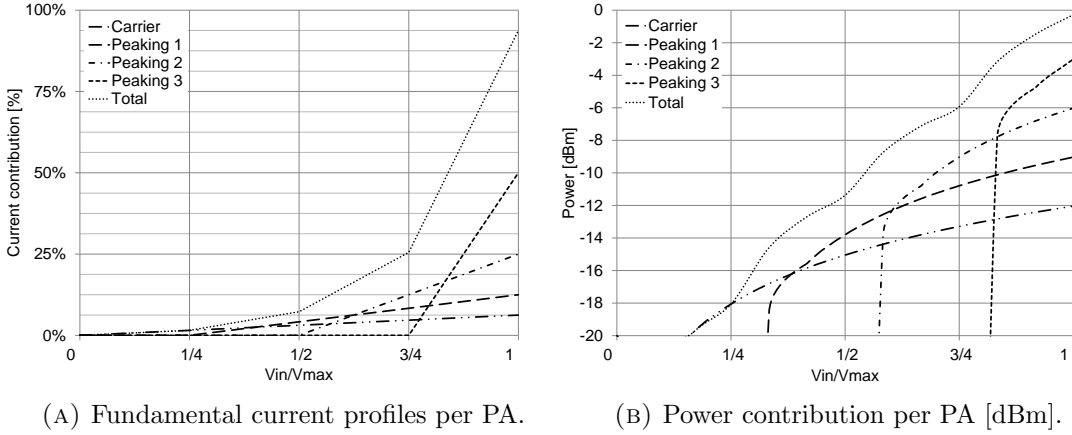 100%
75%
50%
25%
0%
Current contribution [%]
Carrier
Peaking 1
Peaking 2
Peaking 3
Total
0
1/4
1/2
3/4
1
Vin/Vmax
(A) Fundamental current profiles per PA.
0
-2
-4
-6
-8
-10
-12
-14
-16
-18
-20
Power [dBm]
Carrier
Peaking 1
Peaking 2
Peaking 3
Total
0
1/4
1/2
3/4
1
Vin/Vmax
(B) Power contribution per PA [dBm].